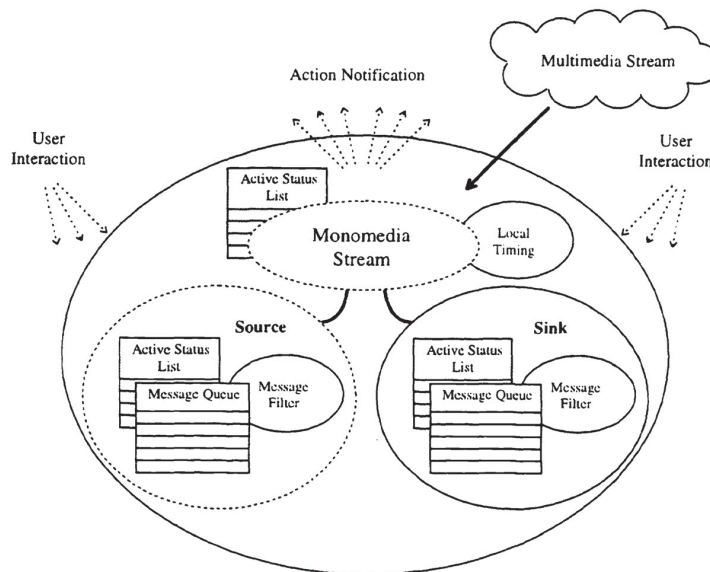 Multimedia Stream
Action Notification
User
Interaction
User
Interaction
Active Status
List
Monomedia
Stream
Local
Timing
Source
Active Status
List
Message Queue
Message
Filter
Sink
Active Status
List
Message Queue
Message
Filter